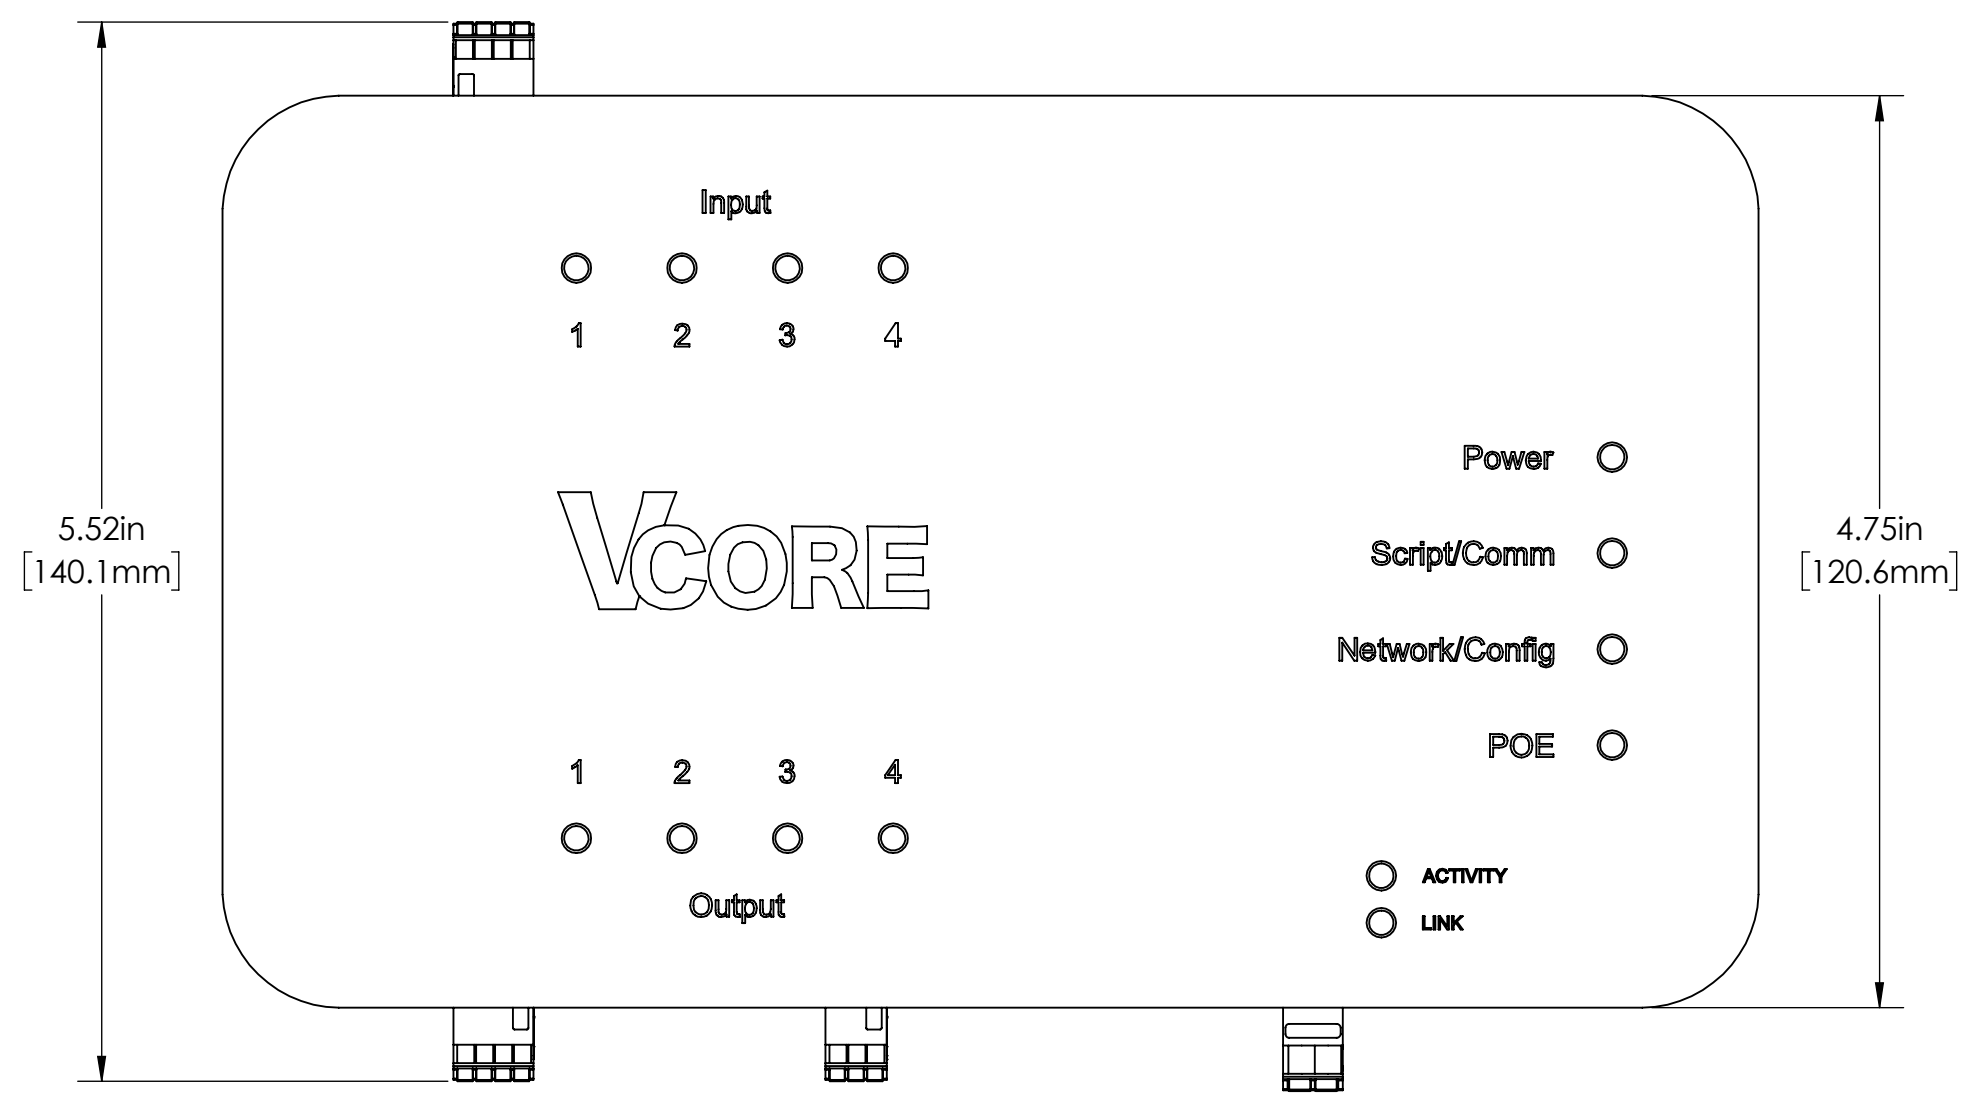 Input
1 2 3 4
Power
5.52in
[140.1mm]
VCORE
Script/Comm
4.75in
[120.6mm]
Network/Config
POE
1 2 3 4
Output
ACTIVITY
LINK